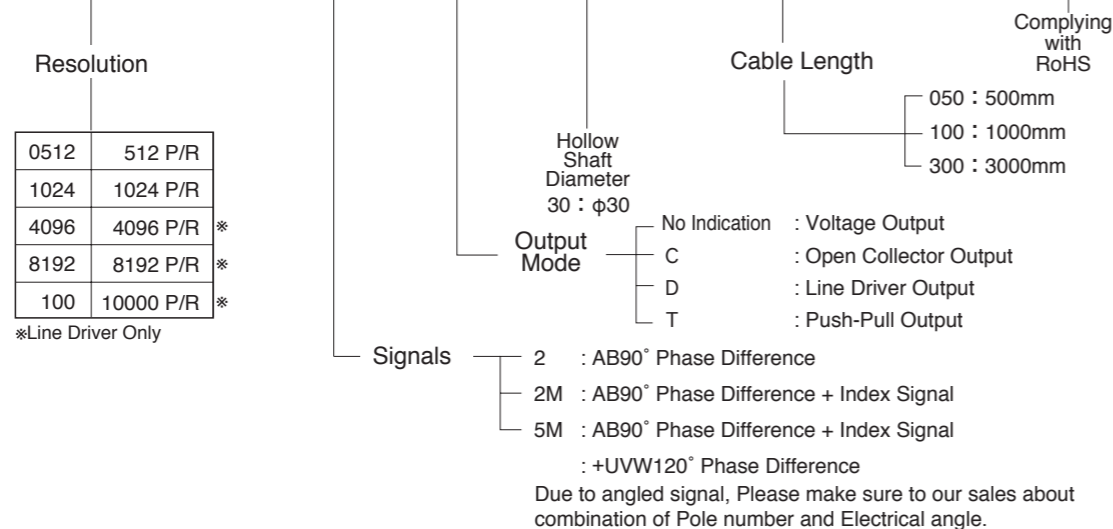 Complying
with
RoHS
Resolution
Cable Length
050：500mm
100：1000mm
300：3000mm
0512 512 P/R
1024 1024 P/R
4096 4096 P/R ※
8192 8192 P/R ※
100 10000 P/R ※
※Line Driver Only
Hollow
Shaft
Diameter
30：φ30
Output
Mode
No Indication : Voltage Output
C : Open Collector Output
D : Line Driver Output
T : Push-Pull Output
Signals
2 : AB90˚ Phase Difference
2M : AB90˚ Phase Difference + Index Signal
5M : AB90˚ Phase Difference + Index Signal
: +UVW120˚ Phase Difference
Due to angled signal, Please make sure to our sales about
combination of Pole number and Electrical angle.